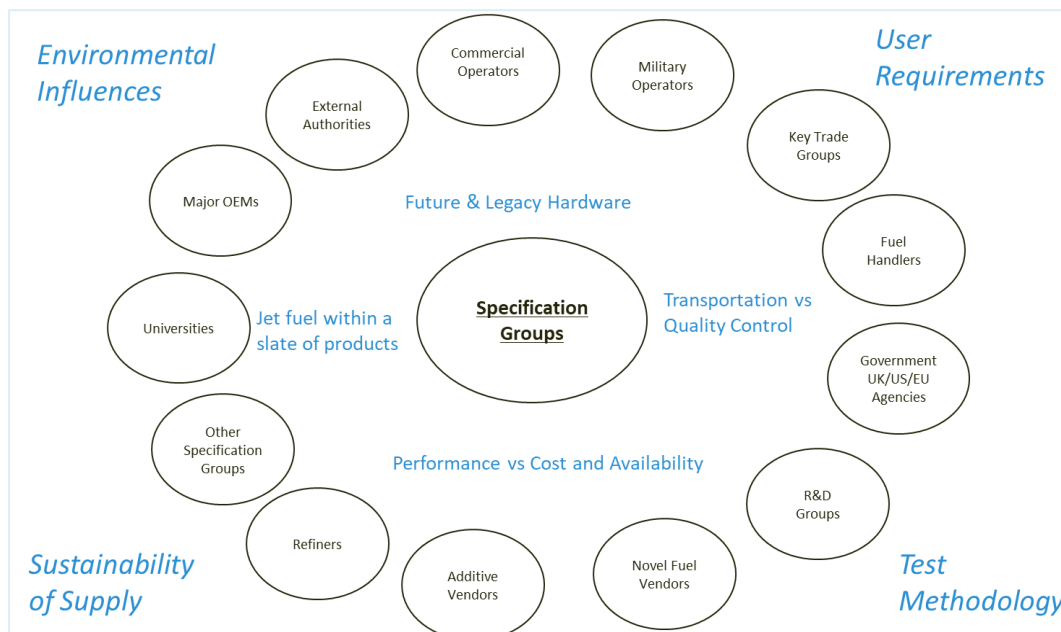 Environmental
Influences
Commercial
Operators
Military
Operators
User
Requirements
External
Authorities
Key Trade
Groups
Major OEMs
Future & Legacy Hardware
Fuel
Handlers
Universities
Jet fuel within a
slate of products
Specification
Groups
Transportation vs
Quality Control
Government
UK/US/EU
Agencies
Other
Specification
Groups
Performance vs Cost and Availability
R&D
Groups
Refiners
Additive
Vendors
Novel Fuel
Vendors
Sustainability
of Supply
Test
Methodology